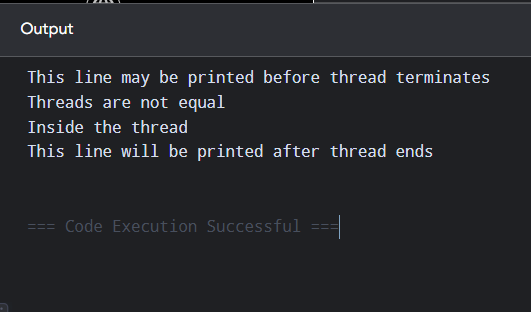 Output
This line may be printed before thread terminates
Threads are not equal
Inside the thread
This line will be printed after thread ends
=== Code Execution Successful ===